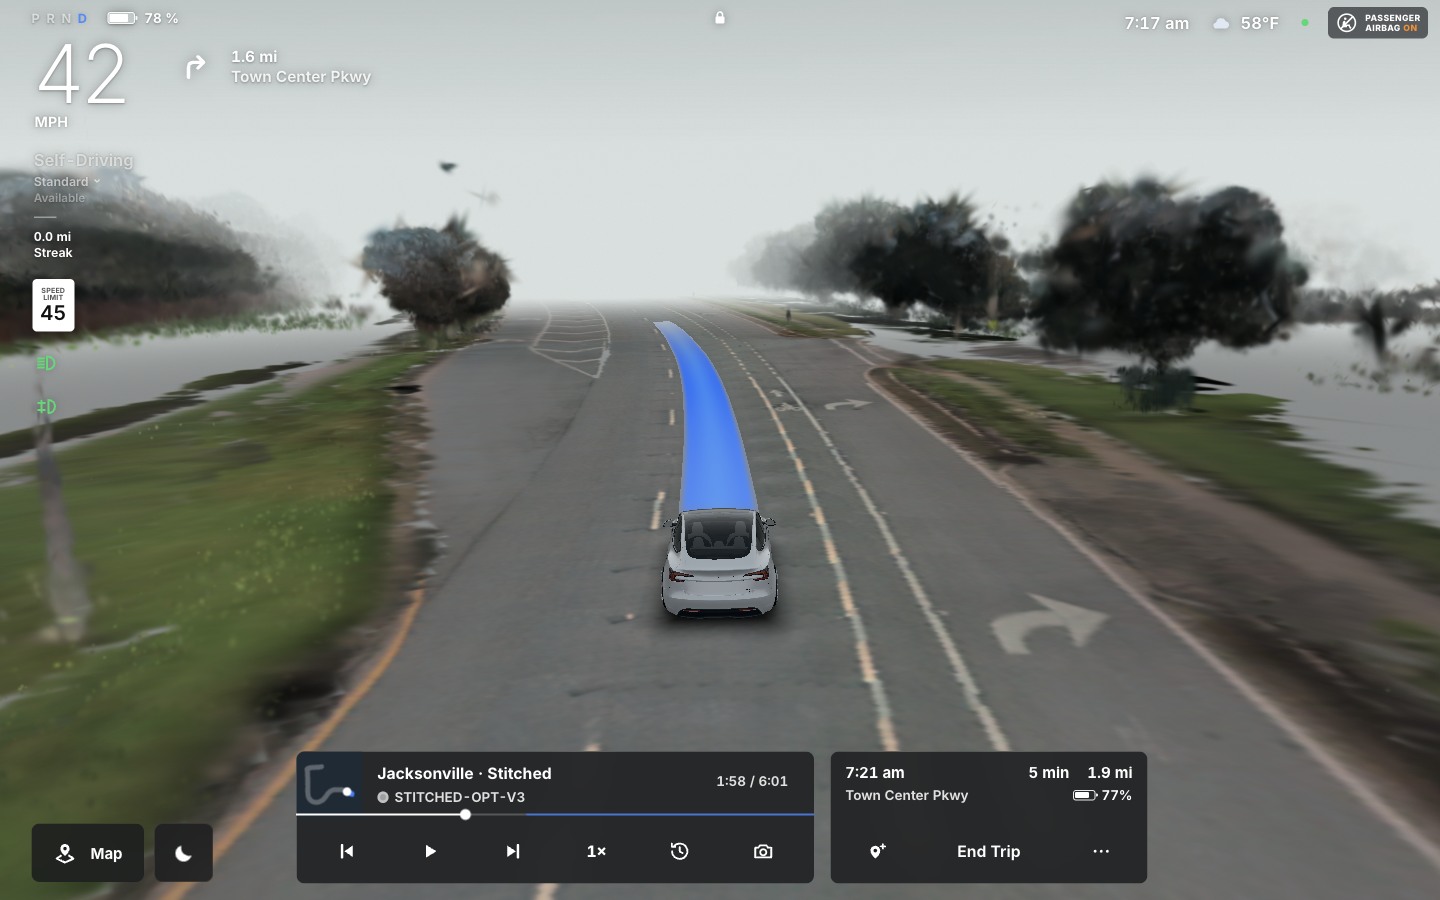 P R N D
78 %
7:17 am
58°F
PASSENGER
AIRBAG ON
42
MPH
1.6 mi
Town Center Pkwy
Self-Driving
Standard
Available
0.0 mi
Streak
SPEED
LIMIT
45
Jacksonville · Stitched
STITCHED-OPT-V3
1:58 / 6:01
1×
7:21 am
5 min
1.9 mi
Town Center Pkwy
77%
End Trip
Map